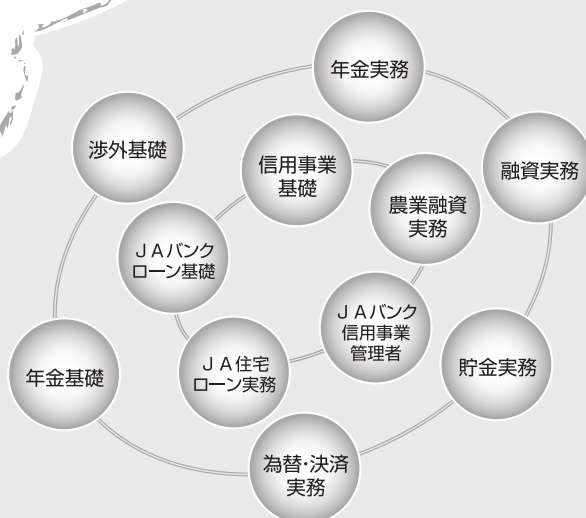 年金実務
渉外基礎
信用事業
基礎
融資実務
農業融資
実務
ＪＡバンク
ローン基礎
ＪＡバンク
信用事業
管理者
年金基礎
ＪＡ住宅
ローン実務
貯金実務
為替・決済
実務